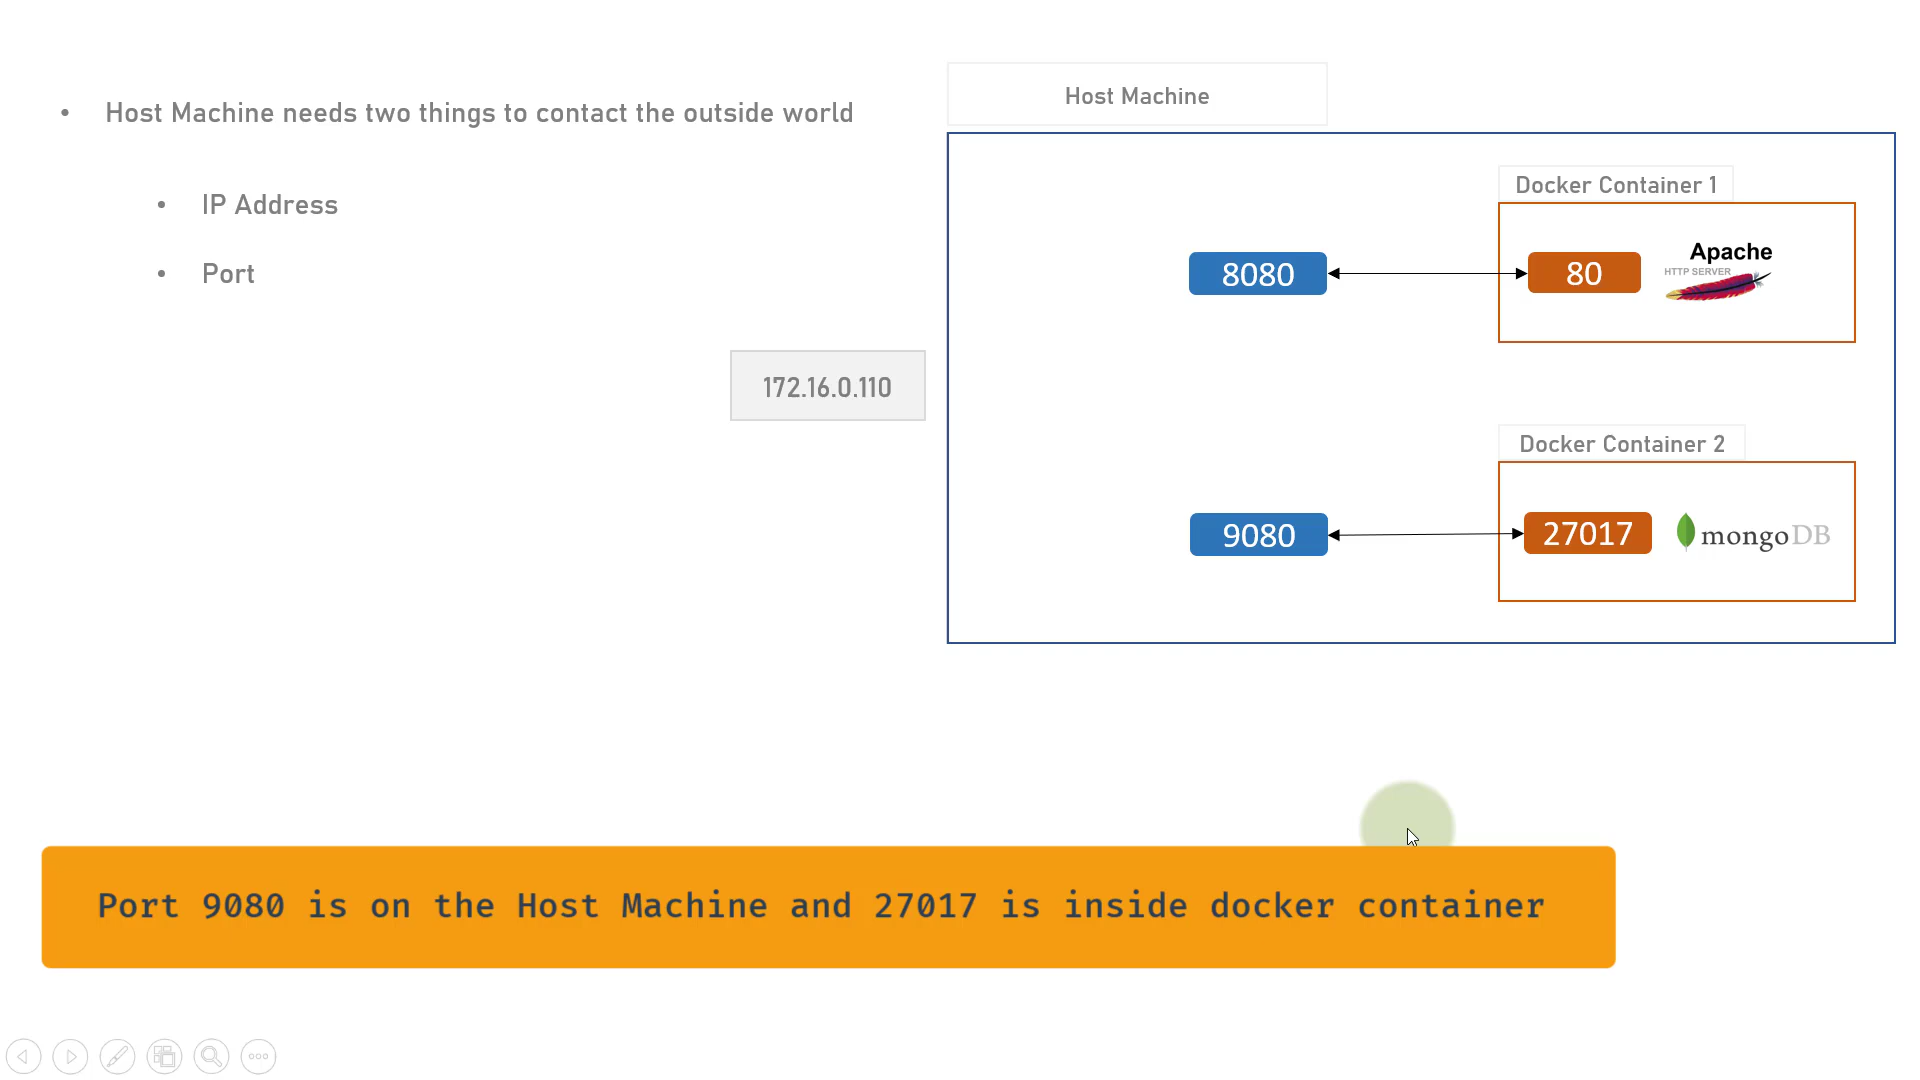 Host Machine needs two things to contact the outside world
IP Address
Port
172.16.0.110
Host Machine
Docker Container 1
8080
80
Apache
HTTP SERVER
Docker Container 2
9080
27017
mongoDB
Port 9080 is on the Host Machine and 27017 is inside docker container